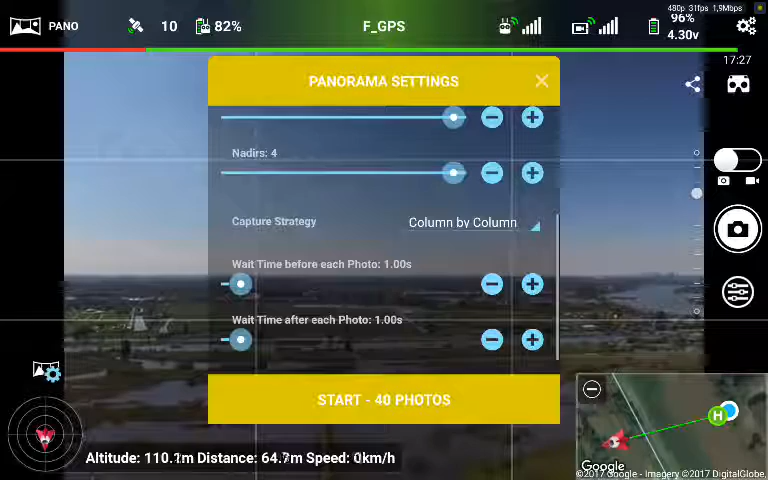 480p 31fps 1,9Mbps
PANO
10
82%
F_GPS
96%
4.30v
17:27
PANORAMA SETTINGS
Nadirs: 4
Capture Strategy
Column by Column
Wait Time before each Photo: 1.00s
Wait Time after each Photo: 1.00s
START - 40 PHOTOS
H
Altitude: 110.2m Distance: 64.7m Speed: 0km/h
Google
©2017 Google - Imagery ©2017 DigitalGlobe,